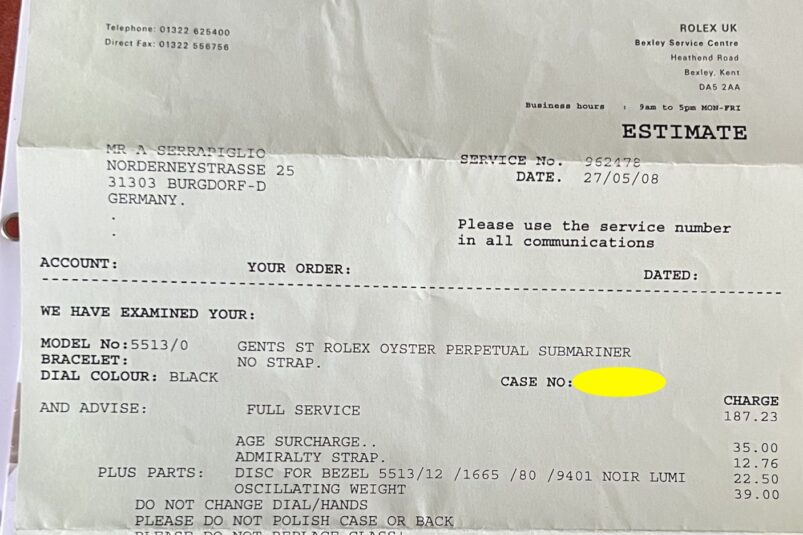 Telephone: 01322 625400
Direct Fax: 01322 556756
ROLEX UK
Bexley Service Centre
Heathend Road
Bexley, Kent
DA5 2AA
Business hours : 9am to 5pm MON-FRI
ESTIMATE
MR A SERRAPIGLIO
NORDERNEYSTRASSE 25
31303 BURGDORF-D
GERMANY.
.
.
SERVICE No. 962478
DATE. 27/05/08
Please use the service number
in all communications
ACCOUNT: YOUR ORDER: DATED:
WE HAVE EXAMINED YOUR:
MODEL No:5513/0 GENTS ST ROLEX OYSTER PERPETUAL SUBMARINER
BRACELET: NO STRAP.
DIAL COLOUR: BLACK CASE NO:
CHARGE
AND ADVISE: FULL SERVICE 187.23
AGE SURCHARGE.. 35.00
ADMIRALTY STRAP. 12.76
PLUS PARTS: DISC FOR BEZEL 5513/12 /1665 /80 /9401 NOIR LUMI 22.50
OSCILLATING WEIGHT 39.00
DO NOT CHANGE DIAL/HANDS
PLEASE DO NOT POLISH CASE OR BACK
PLEASE DO NOT REPLACE GLASS!